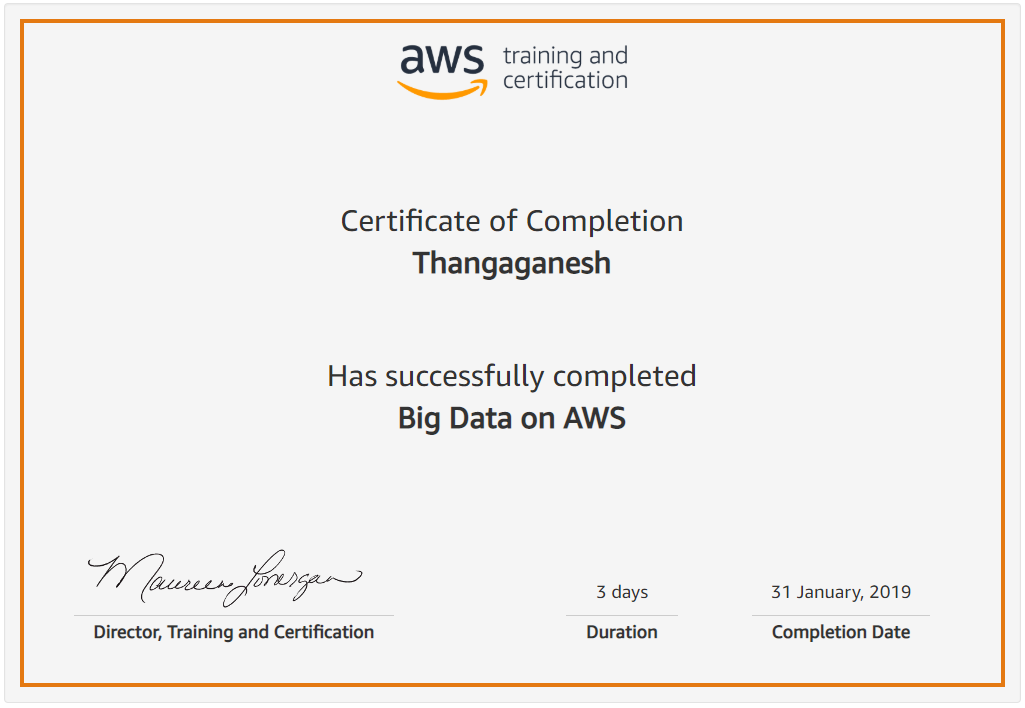 aws training and
certification
Certificate of Completion
Thangaganesh
Has successfully completed
Big Data on AWS
Maureen Lonergan
3 days
31 January, 2019
Director, Training and Certification
Duration
Completion Date